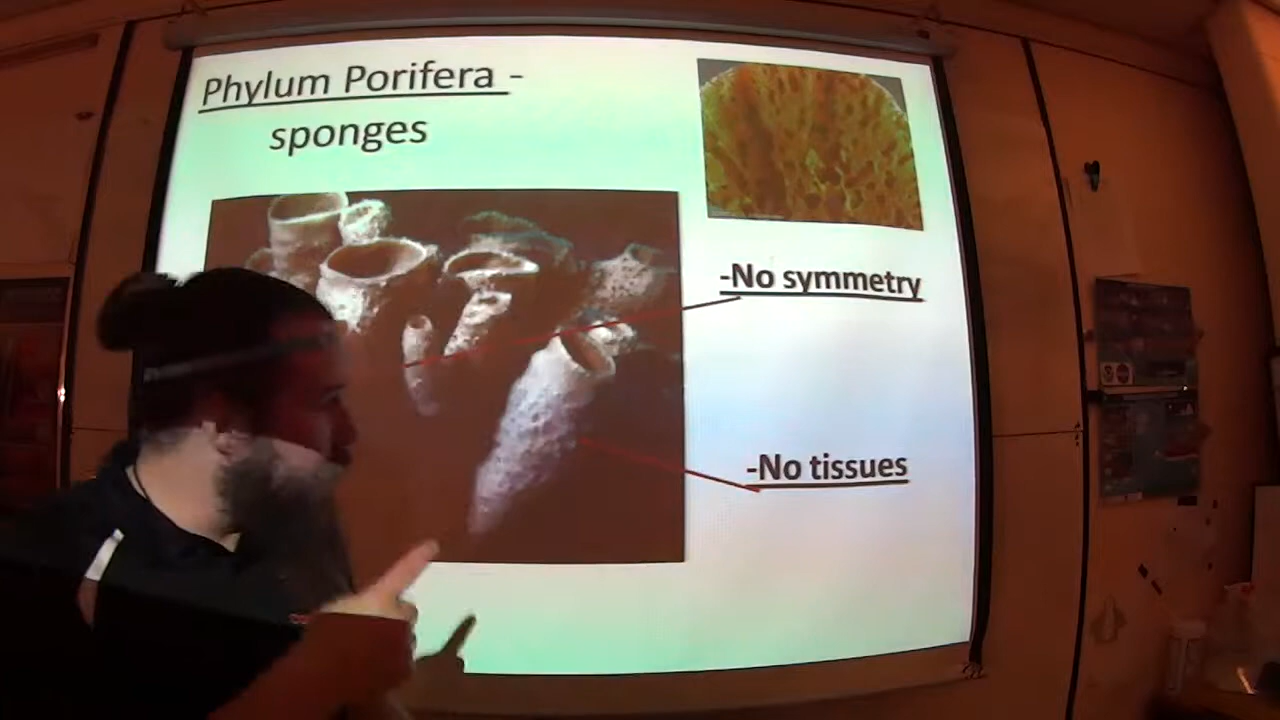 Phylum Porifera -
sponges
-No symmetry
-No tissues